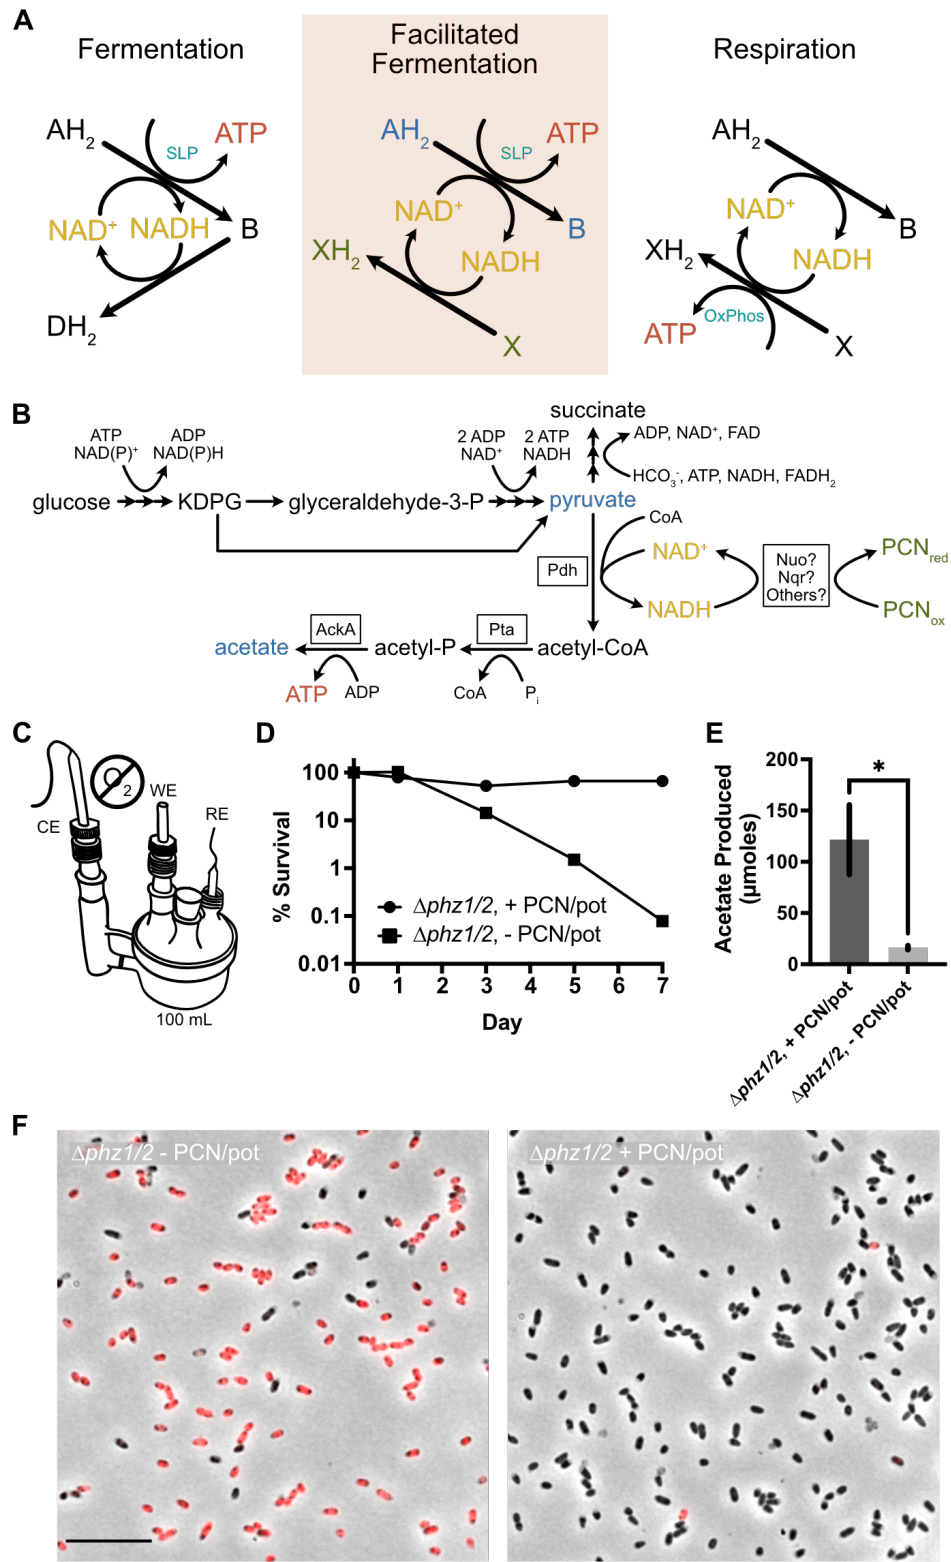 A
Fermentation
Facilitated
Fermentation
Respiration
AH2
SLP
ATP
NAD+
NADH
B
DH2
AH2
SLP
ATP
NAD+
B
XH2
NADH
X
AH2
NAD+
B
XH2
NADH
ATP
OxPhos
X
B
succinate
ATP
NAD(P)+
ADP
NAD(P)H
2 ADP
NAD+
2 ATP
NADH
ADP, NAD+, FAD
HCO3-, ATP, NADH, FADH2
glucose
KDPG
glyceraldehyde-3-P
pyruvate
CoA
NAD+
Pdh
NADH
Nuo?
Nqr?
Others?
PCNred
PCNox
acetate
AckA
acetyl-P
Pta
acetyl-CoA
ATP
ADP
CoA
Pi
C
O2
CE
WE
RE
100 mL
D
% Survival
100
10
1
0.1
0.01
Δphz1/2, + PCN/pot
Δphz1/2, - PCN/pot
0 1 2 3 4 5 6 7
Day
E
Acetate Produced
(µmoles)
200
150
100
50
0
*
Δphz1/2, + PCN/pot
Δphz1/2, - PCN/pot
F
Δphz1/2 - PCN/pot
Δphz1/2 + PCN/pot